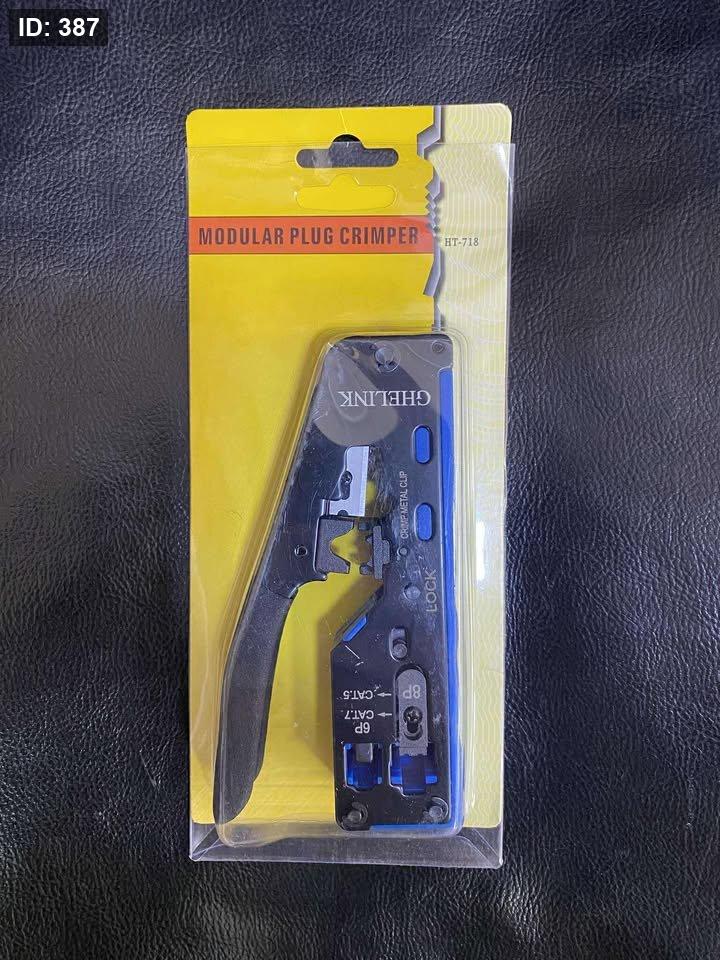 ID: 387
MODULAR PLUG CRIMPER
HT-718
GHELINK
CRIMP METAL CLIP
LOCK
8P
CAT.5
CAT.7
6P